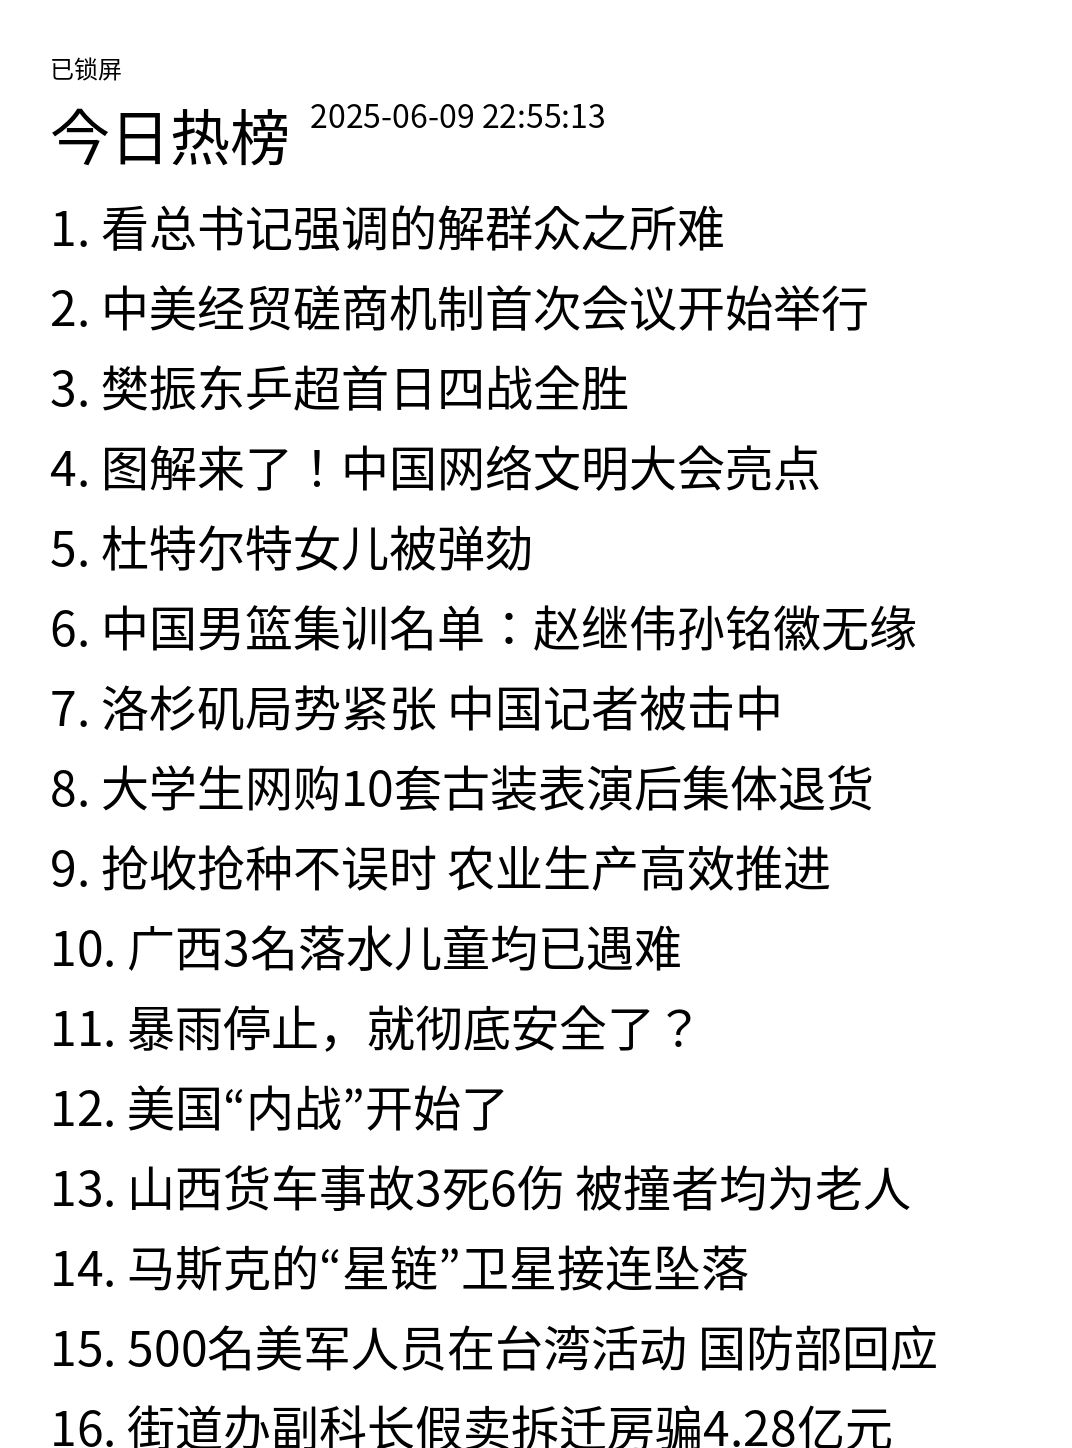 已锁屏
今日热榜 2025-06-09 22:55:13
1. 看总书记强调的解群众之所难
2. 中美经贸磋商机制首次会议开始举行
3. 樊振东乒超首日四战全胜
4. 图解来了！中国网络文明大会亮点
5. 杜特尔特女儿被弹劾
6. 中国男篮集训名单：赵继伟孙铭徽无缘
7. 洛杉矶局势紧张 中国记者被击中
8. 大学生网购10套古装表演后集体退货
9. 抢收抢种不误时 农业生产高效推进
10. 广西3名落水儿童均已遇难
11. 暴雨停止，就彻底安全了？
12. 美国“内战”开始了
13. 山西货车事故3死6伤 被撞者均为老人
14. 马斯克的“星链”卫星接连坠落
15. 500名美军人员在台湾活动 国防部回应
16. 街道办副科长假卖拆迁房骗4.28亿元